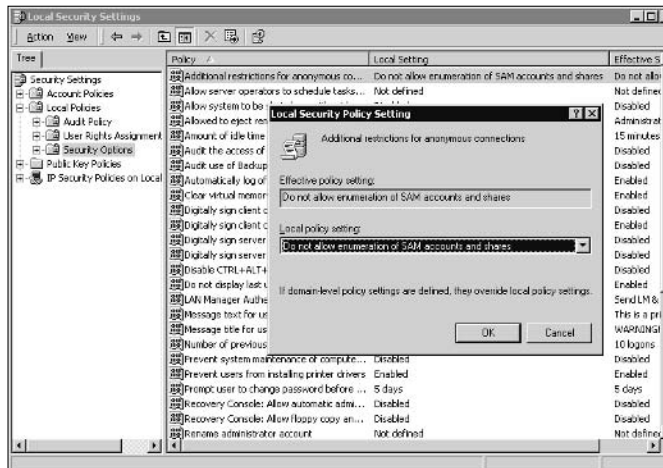 Local Security Settings
Action View
Tree
Policy
Local Setting
Effective S
Security Settings
Account Policies
Local Policies
Audit Policy
User Rights Assignment
Security Options
Public Key Policies
IP Security Policies on Local
Additional restrictions for anonymous co... Do not allow enumeration of SAM accounts and shares Do not allo
Allow server operators to schedule tasks... Not defined Not define
Allow system to be Disabled
Allowed to eject ren Administrat
Amount of idle time 15 minutes
Audit the access of Disabled
Audit use of Backup Disabled
Automatically log of Enabled
Clear virtual memor Enabled
Digitally sign client c Disabled
Digitally sign client c Enabled
Digitally sign server Disabled
Digitally sign server Disabled
Disable CTRL+ALT+ Disabled
Do not display last u Enabled
LAN Manager Authe Send LM &
Message text for us This is a pri
Message title for us WARNING!
Number of previous 10 logons
Prevent system maintenance of compute... Disabled Disabled
Prevent users from installing printer drivers Enabled Enabled
Prompt user to change password before ... 5 days 5 days
Recovery Console: Allow automatic admi... Disabled Disabled
Recovery Console: Allow floppy copy an... Disabled Disabled
Rename administrator account Not defined Not define
Local Security Policy Setting
Additional restrictions for anonymous connections
Effective policy setting:
Do not allow enumeration of SAM accounts and shares
Local policy setting:
Do not allow enumeration of SAM accounts and shares
If domain-level policy settings are defined, they override local policy settings.
OK Cancel